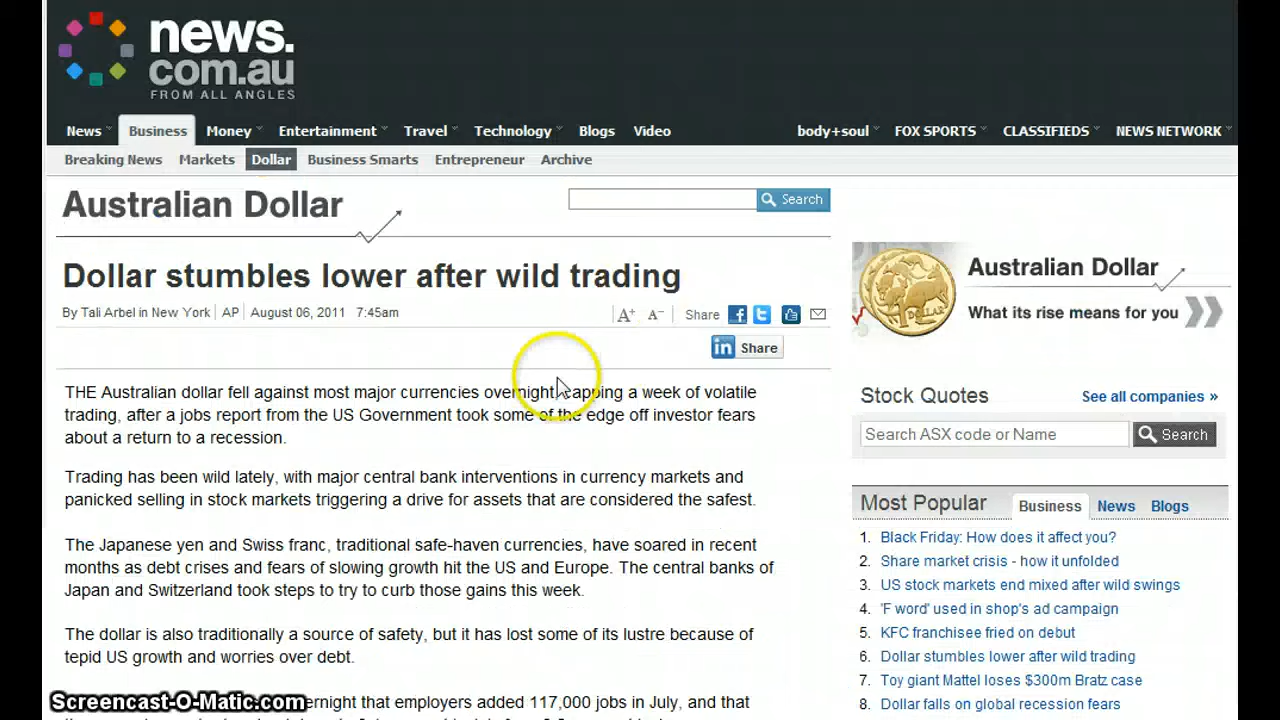 news.
com.au
FROM ALL ANGLES
News Business Money Entertainment Travel Technology Blogs Video body+soul FOX SPORTS CLASSIFIEDS NEWS NETWORK
Breaking News Markets Dollar Business Smarts Entrepreneur Archive
Australian Dollar
Search
Dollar stumbles lower after wild trading
By Tali Arbel in New York AP August 06, 2011 7:45am
A+ A- Share
in Share
THE Australian dollar fell against most major currencies overnight, capping a week of volatile
trading, after a jobs report from the US Government took some of the edge off investor fears
about a return to a recession.
Trading has been wild lately, with major central bank interventions in currency markets and
panicked selling in stock markets triggering a drive for assets that are considered the safest.
The Japanese yen and Swiss franc, traditional safe-haven currencies, have soared in recent
months as debt crises and fears of slowing growth hit the US and Europe. The central banks of
Japan and Switzerland took steps to try to curb those gains this week.
The dollar is also traditionally a source of safety, but it has lost some of its lustre because of
tepid US growth and worries over debt.
ernight that employers added 117,000 jobs in July, and that
Screencast-O-Matic.com
DOLLAR
Australian Dollar
What its rise means for you
Stock Quotes
See all companies »
Search ASX code or Name
Search
Most Popular Business News Blogs
1. Black Friday: How does it affect you?
2. Share market crisis - how it unfolded
3. US stock markets end mixed after wild swings
4. 'F word' used in shop's ad campaign
5. KFC franchisee fried on debut
6. Dollar stumbles lower after wild trading
7. Toy giant Mattel loses $300m Bratz case
8. Dollar falls on global recession fears